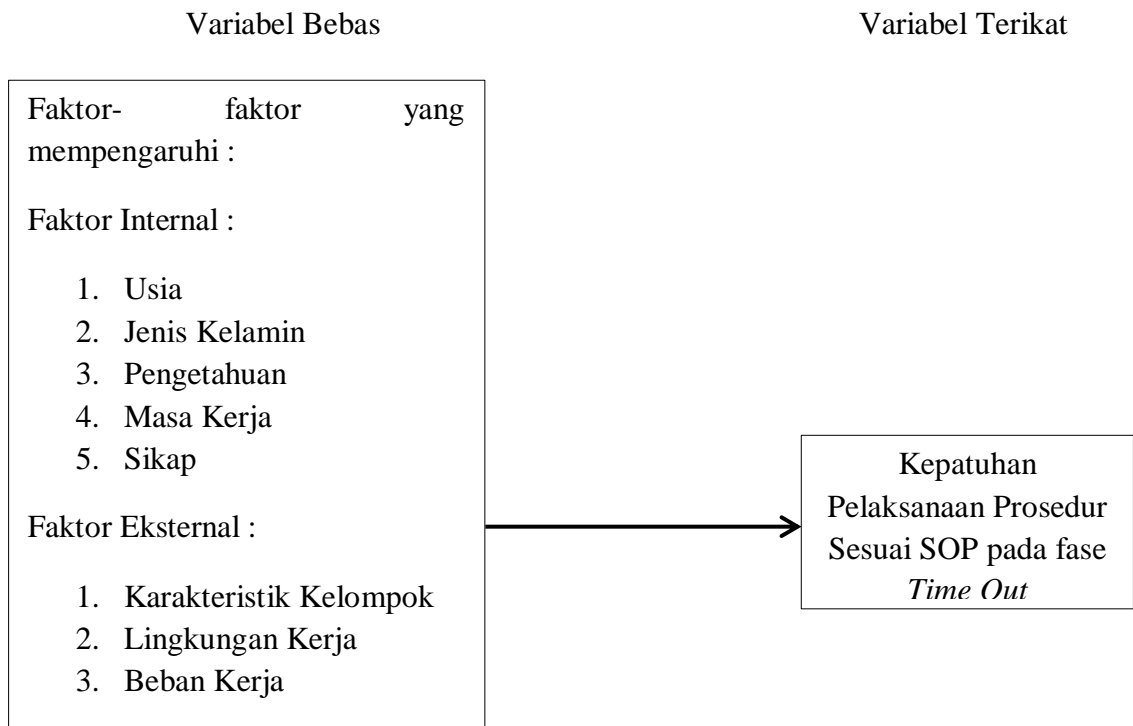 Variabel Bebas
Variabel Terikat
Faktor- faktor yang
mempengaruhi :
Faktor Internal :
1. Usia
2. Jenis Kelamin
3. Pengetahuan
4. Masa Kerja
5. Sikap
Faktor Eksternal :
1. Karakteristik Kelompok
2. Lingkungan Kerja
3. Beban Kerja
Kepatuhan
Pelaksanaan Prosedur
Sesuai SOP pada fase
Time Out